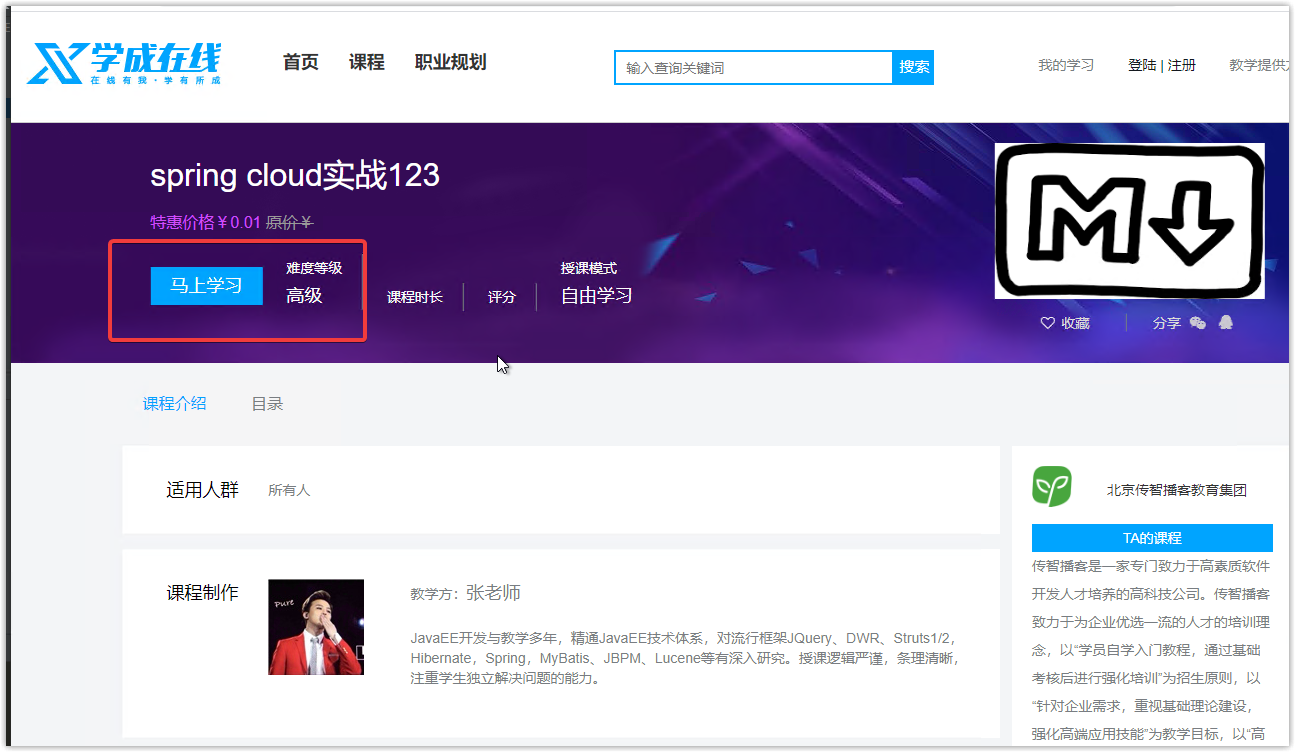 学成在线
在线有我·学有所成
首页 课程 职业规划
输入查询关键词 搜索
我的学习 登陆 | 注册 教学提供方
spring cloud实战123
特惠价格￥0.01 原价￥
马上学习
难度等级
高级
课程时长
评分
授课模式
自由学习
M
收藏 分享
课程介绍 目录
适用人群 所有人
课程制作
Pure
教学方：张老师
JavaEE开发与教学多年，精通JavaEE技术体系，对流行框架JQuery、DWR、Struts1/2，
Hibernate，Spring，MyBatis、JBPM、Lucene等有深入研究。授课逻辑严谨，条理清晰，
注重学生独立解决问题的能力。
北京传智播客教育集团
TA的课程
传智播客是一家专门致力于高素质软件
开发人才培养的高科技公司。传智播客
致力于为企业优选一流的人才的培训理
念，以“学员自学入门教程，通过基础
考核后进行强化培训”为招生原则，以
“针对企业需求，重视基础理论建设，
强化高端应用技能”为教学目标，以“高